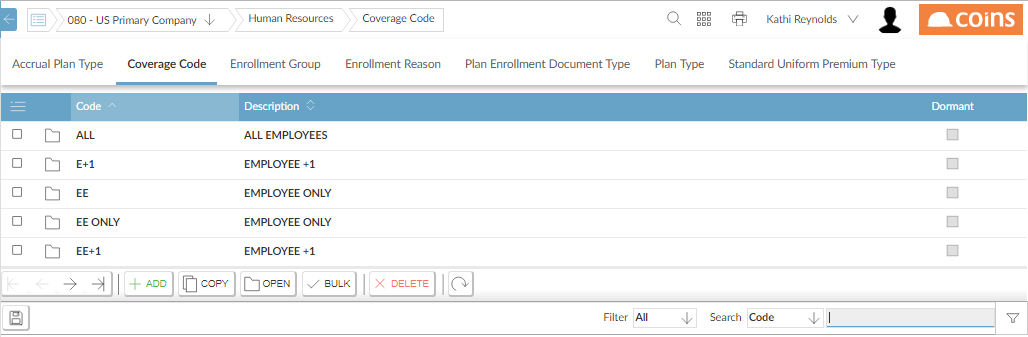 080 - US Primary Company Human Resources Coverage Code Kathi Reynolds coins
Accrual Plan Type Coverage Code Enrollment Group Enrollment Reason Plan Enrollment Document Type Plan Type Standard Uniform Premium Type
Code Description Dormant
ALL ALL EMPLOYEES
E+1 EMPLOYEE +1
EE EMPLOYEE ONLY
EE ONLY EMPLOYEE ONLY
EE+1 EMPLOYEE +1
ADD COPY OPEN BULK DELETE
Filter All Search Code